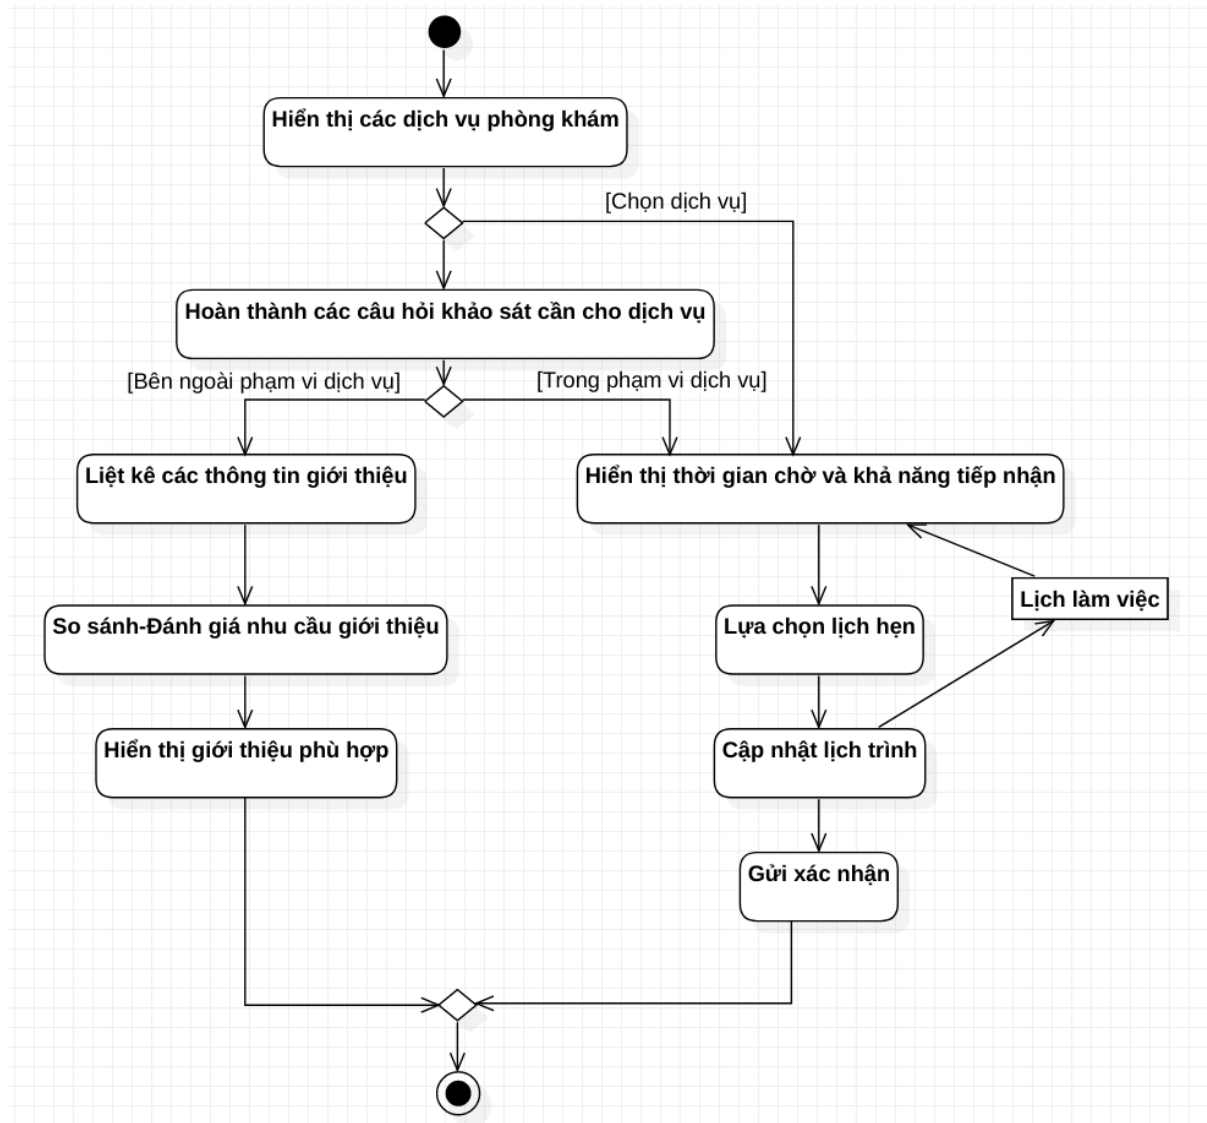 Hiển thị các dịch vụ phòng khám
[Chọn dịch vụ]
Hoàn thành các câu hỏi khảo sát cần cho dịch vụ
[Bên ngoài phạm vi dịch vụ]
[Trong phạm vi dịch vụ]
Liệt kê các thông tin giới thiệu
Hiển thị thời gian chờ và khả năng tiếp nhận
Lịch làm việc
So sánh-Đánh giá nhu cầu giới thiệu
Lựa chọn lịch hẹn
Hiển thị giới thiệu phù hợp
Cập nhật lịch trình
Gửi xác nhận